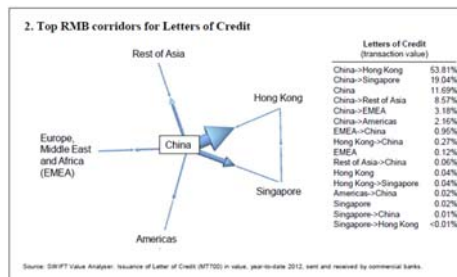 2. Top RMB corridors for Letters of Credit
Rest of Asia
Hong Kong
Europe,
Middle East
and Africa
(EMEA)
China
Singapore
Americas
Letters of Credit
(transaction value)
China->Hong Kong 53.81%
China->Singapore 19.04%
China 11.69%
China->Rest of Asia 8.57%
China->EMEA 3.18%
China->Americas 2.16%
EMEA->China 0.95%
Hong Kong->China 0.27%
EMEA 0.12%
Rest of Asia->China 0.06%
Hong Kong 0.04%
Hong Kong->Singapore 0.04%
Americas->China 0.02%
Singapore 0.02%
Singapore->China 0.01%
Singapore->Hong Kong <0.01%
Source: SWIFT Value Analyser. Issuance of Letter of Credit (MT700) in value, year-to-date 2012, sent and received by commercial banks.